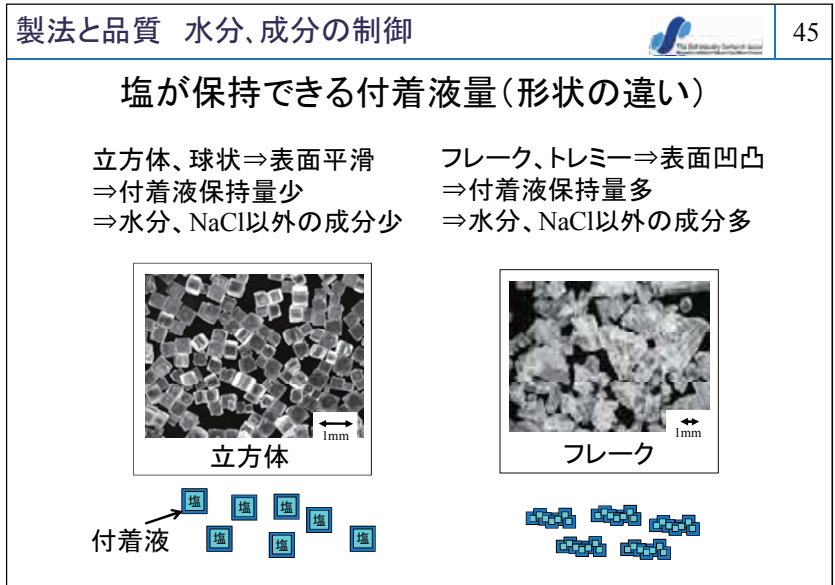 製法と品質　水分、成分の制御
45
塩が保持できる付着液量（形状の違い）
立方体、球状⇒表面平滑
⇒付着液保持量少
⇒水分、NaCl以外の成分少
フレーク、トレミー⇒表面凹凸
⇒付着液保持量多
⇒水分、NaCl以外の成分多
1mm
立方体
1mm
フレーク
塩
塩
塩
塩
塩
塩
塩
付着液